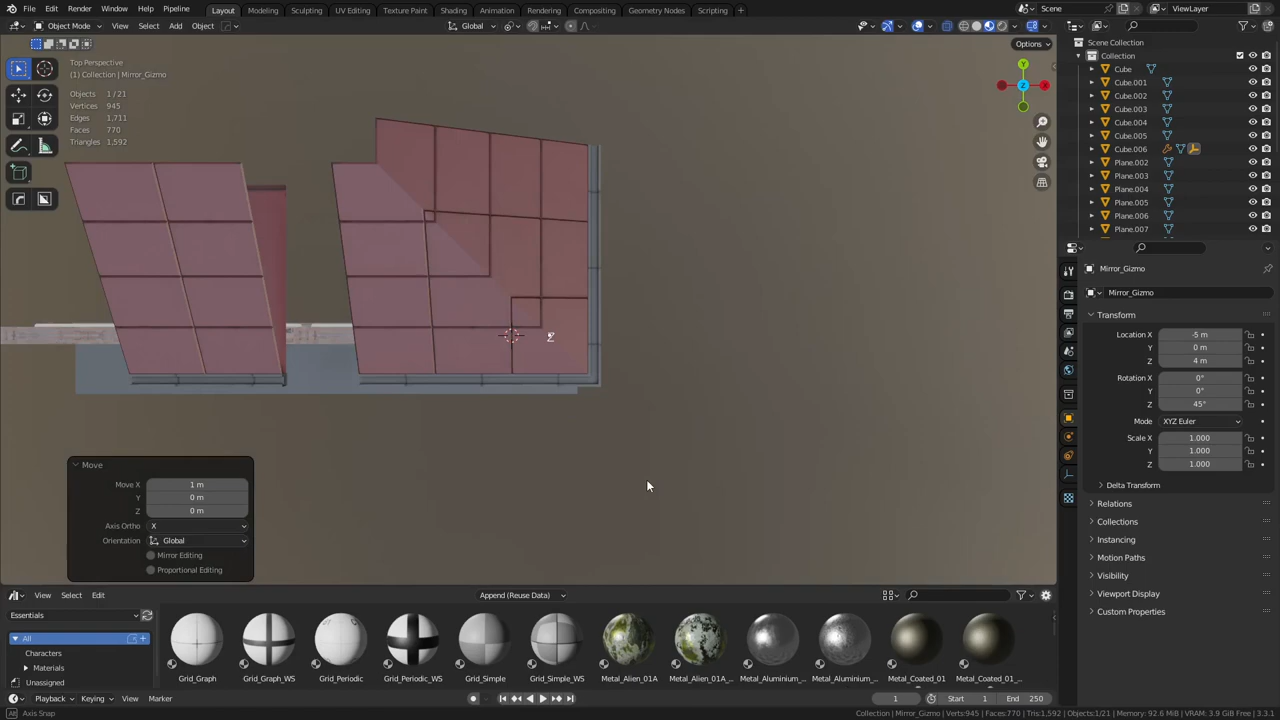 File Edit Render Window Help Pipeline Layout Modeling Sculpting UV Editing Texture Paint Shading Animation Rendering Compositing Geometry Nodes Scripting Scene ViewLayer
Object Mode View Select Add Object Global
Options
Top Perspective
(1) Collection | Mirror_Gizmo
Objects 1 / 21
Vertices 945
Edges 1,711
Faces 770
Triangles 1,592
Y
X
Z
Z
Scene Collection
Collection
Cube
Cube.001
Cube.002
Cube.003
Cube.004
Cube.005
Cube.006
Plane.002
Plane.003
Plane.004
Plane.005
Plane.006
Plane.007
Mirror_Gizmo
Mirror_Gizmo
Transform
Location X -5 m
Y 0 m
Z 4 m
Rotation X 0°
Y 0°
Z 45°
Mode XYZ Euler
Scale X 1.000
Y 1.000
Z 1.000
Delta Transform
Relations
Collections
Instancing
Motion Paths
Visibility
Viewport Display
Custom Properties
Move
Move X 1 m
Y 0 m
Z 0 m
Axis Ortho X
Orientation Global
Mirror Editing
Proportional Editing
View Select Edit Append (Reuse Data)
Essentials
All
Characters
Materials
Unassigned
Grid_Graph Grid_Graph_WS Grid_Periodic Grid_Periodic_WS Grid_Simple Grid_Simple_WS Metal_Alien_01A Metal_Alien_01A_... Metal_Aluminium_... Metal_Aluminium_... Metal_Coated_01 Metal_Coated_01_...
Playback Keying View Marker 1 Start 1 End 250
Axis Snap Collection | Mirror_Gizmo | Verts:945 | Faces:770 | Tris:1,592 | Objects:1/21 | Memory: 92.6 MiB | VRAM: 3.9 GiB Free | 3.3.1